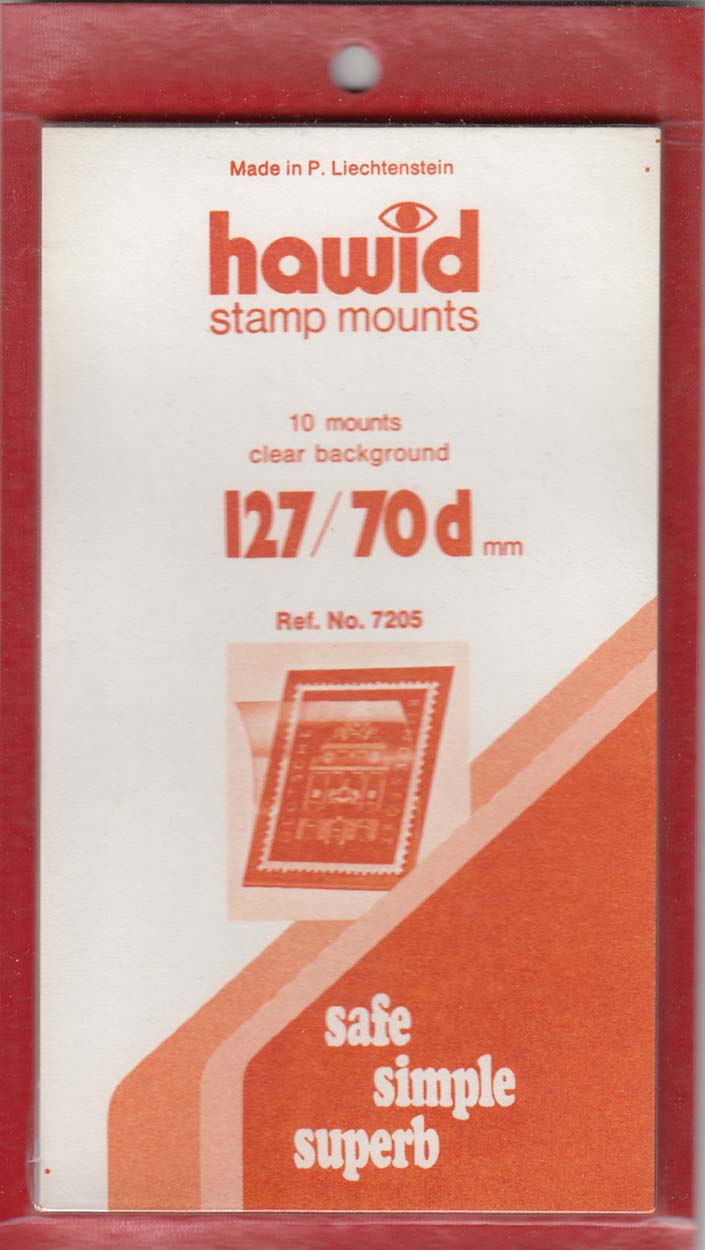 Made in P. Liechtenstein
hawid
stamp mounts
10 mounts
clear background
127/70d mm
Ref. No. 7205
safe
simple
superb